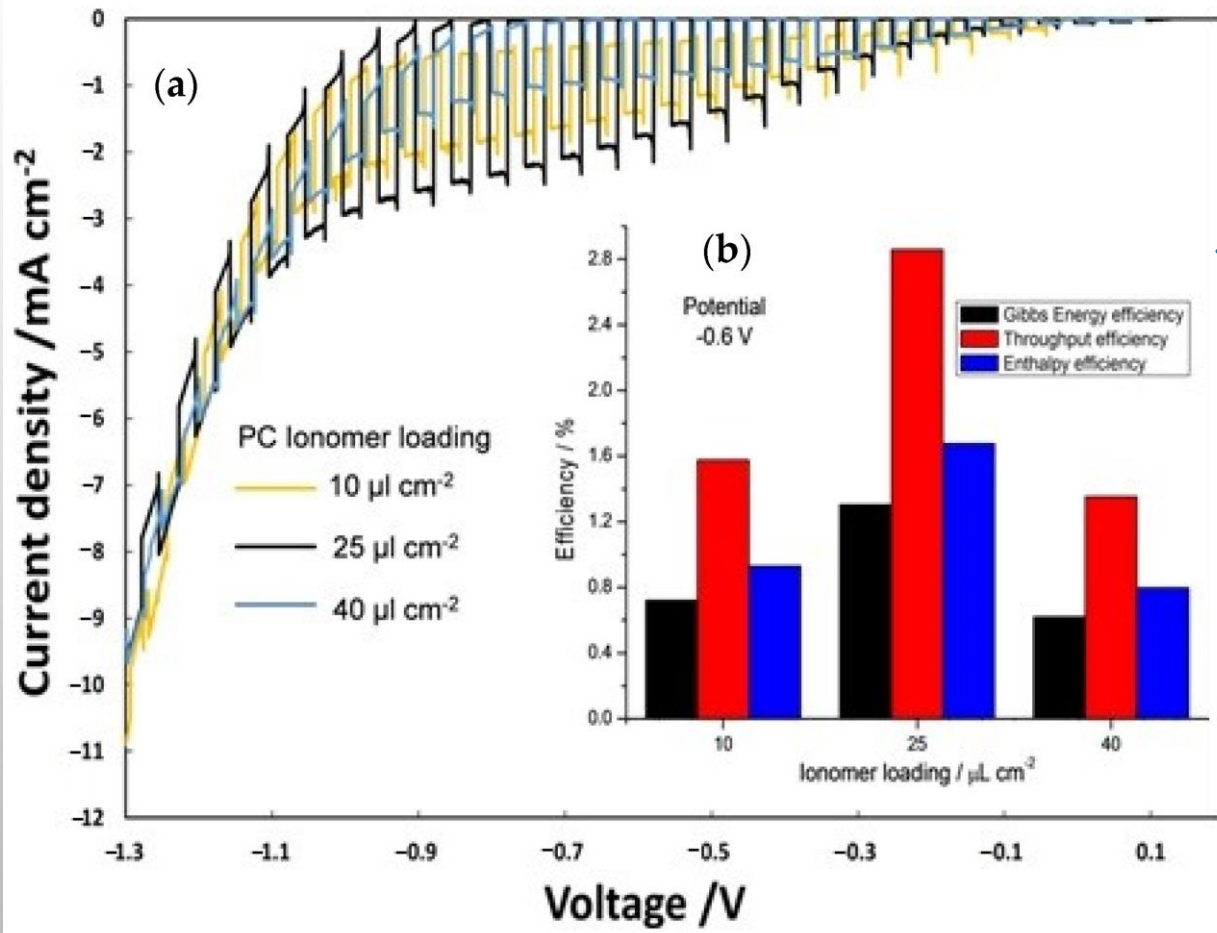 (a)
Current density /mA cm⁻²
0
−1
−2
−3
−4
−5
−6
−7
−8
−9
−10
−11
−12
−1.3
−1.1
−0.9
−0.7
−0.5
−0.3
−0.1
0.1
Voltage /V
PC Ionomer loading
10 µl cm⁻²
25 µl cm⁻²
40 µl cm⁻²
(b)
Potential
-0.6 V
Gibbs Energy efficiency
Throughput efficiency
Enthalpy efficiency
Efficiency / %
2.8
2.4
2.0
1.6
1.2
0.8
0.4
0.0
10
25
40
Ionomer loading / µL cm⁻²